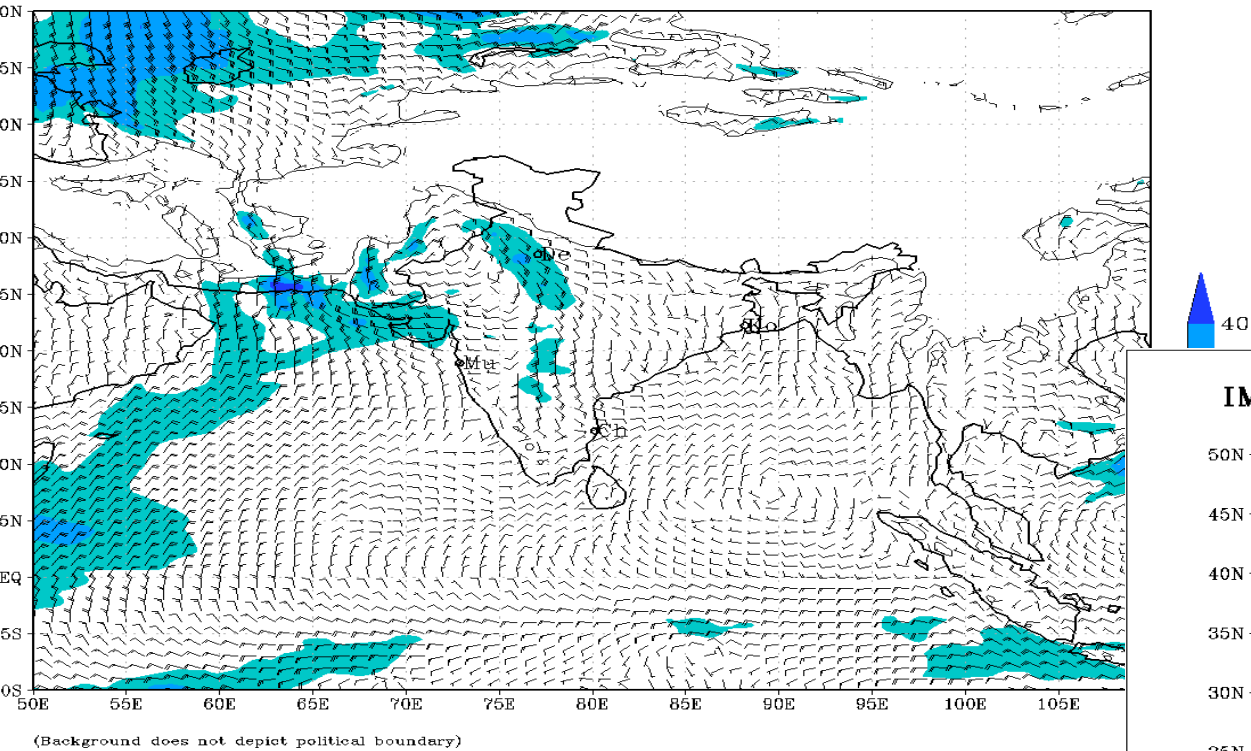 0N
5N
0N
5N
0N
De
5N
40
Ko
0N
Mu
IM
5N
Ch
50N
0N
45N
5N
40N
EQ
35N
5S
30N
0S
50E 55E 60E 65E 70E 75E 80E 85E 90E 95E 100E 105E
(Background does not depict political boundary)